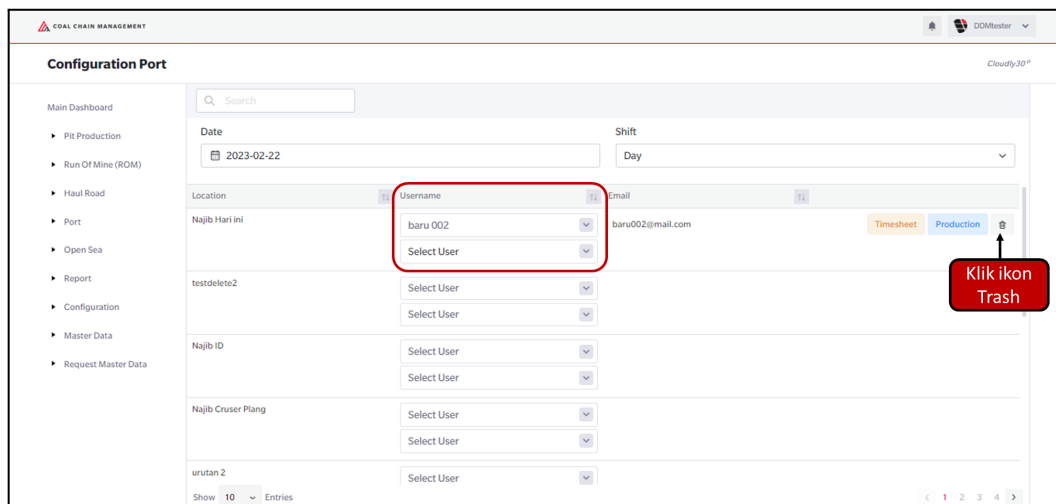 COAL CHAIN MANAGEMENT
DDMtester
Configuration Port
Cloudly30°
Main Dashboard
Pit Production
Run Of Mine (ROM)
Haul Road
Port
Open Sea
Report
Configuration
Master Data
Request Master Data
Search
Date
Shift
2023-02-22
Day
Location
Username
Email
Najib Hari ini
baru 002
baru002@mail.com
Timesheet
Production
Select User
Klik ikon
Trash
testdelete2
Select User
Select User
Najib ID
Select User
Select User
Najib Cruser Plang
Select User
Select User
urutan 2
Select User
Show 10 Entries
< 1 2 3 4 >